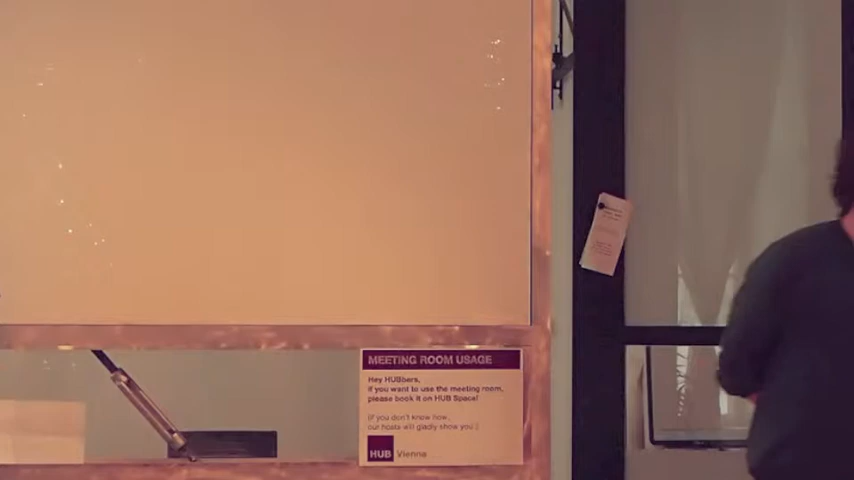 MEETING ROOM USAGE
Hey HUBbers,
if you want to use the meeting room,
please book it on HUB Space!
(if you don't know how,
our hosts will gladly show you )
HUB Vienna